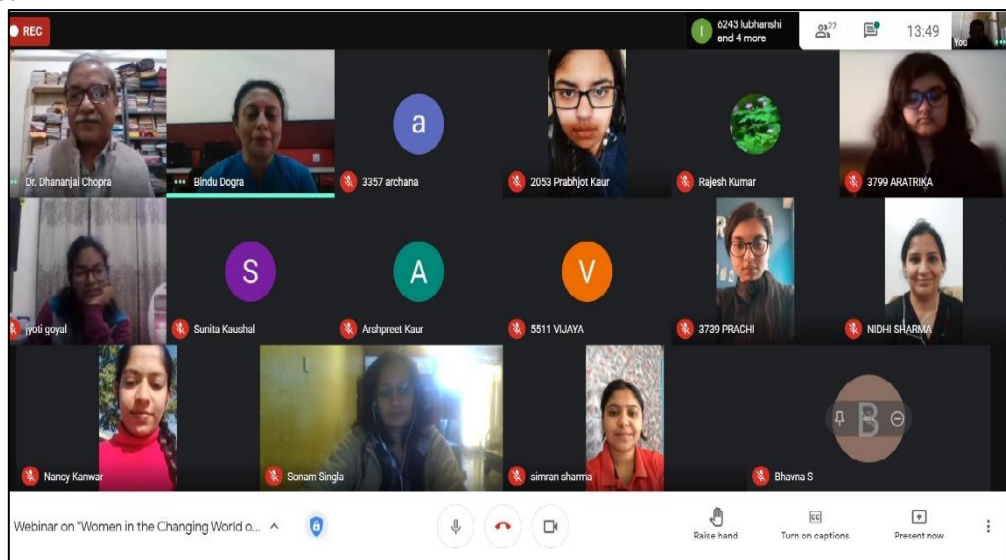 REC
I
6243 lubhanshi
and 4 more
22
13:49
You
Dr. Dhananjai Chopra
Bindu Dogra
a
3357 archana
2053 Prabhjot Kaur
Rajesh Kumar
3799 ARATRIKA
jyoti goyal
S
Sunita Kaushal
A
Arshpreet Kaur
V
5511 VIJAYA
3739 PRACHI
NIDHI SHARMA
Nancy Kanwar
Sonam Singla
simran sharma
B
Bhavna S
Webinar on "Women in the Changing World o...
Raise hand
CC
Turn on captions
Present now